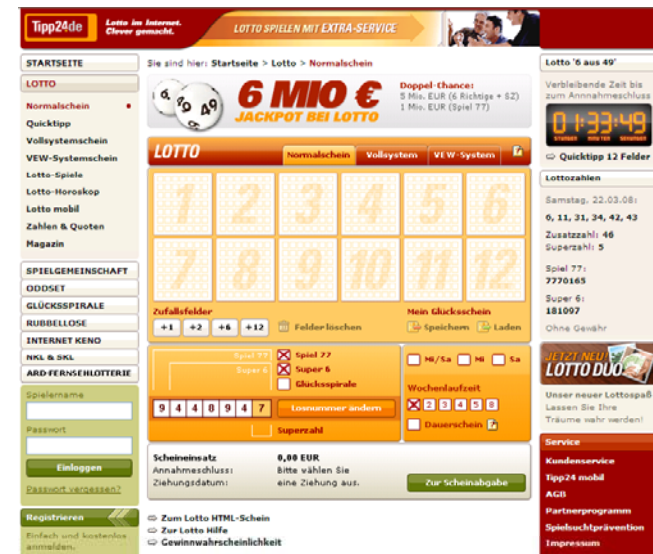 Tipp24de
Lotto im Internet.
Clever gemacht.
LOTTO SPIELEN MIT EXTRA-SERVICE
STARTSEITE
LOTTO
Normalschein
Quicktipp
Vollsystemschein
VEW-Systemschein
Lotto-Spiele
Lotto-Horoskop
Lotto mobil
Zahlen & Quoten
Magazin
SPIELGEMEINSCHAFT
ODDSET
GLÜCKSSPIRALE
RUBBELLOSE
INTERNET KENO
NKL & SKL
ARD-FERNSEHLOTTERIE
Spielername
Passwort
Einloggen
Passwort vergessen?
Registrieren
Einfach und kostenlos
anmelden.
Sie sind hier: Startseite > Lotto > Normalschein
6 MIO €
JACKPOT BEI LOTTO
Doppel-Chance:
5 Mio. EUR (6 Richtige + SZ)
1 Mio. EUR (Spiel 77)
LOTTO
Normalschein Vollsystem VEW-System
1 2 3 4 5 6
7 8 9 10 11 12
Zufallsfelder
+1 +2 +6 +12 Felder löschen
Mein Glücksschein
Speichern Laden
Spiel 77 Spiel 77
Super 6 Super 6
Glücksspirale
9 4 4 8 9 4 7 Losnummer ändern
Superzahl
Mi/Sa Mi Sa
Wochenlaufzeit
2 3 4 5 8
Dauerschein
Scheineinsatz 0,00 EUR
Annahmeschluss: Bitte wählen Sie
Ziehungsdatum: eine Ziehung aus.
Zur Scheinabgabe
Zum Lotto HTML-Schein
Zur Lotto Hilfe
Gewinnwahrscheinlichkeit
Lotto '6 aus 49'
Verbleibende Zeit bis
zum Annahmeschluss
01:33:49
STUNDEN MINUTEN SEKUNDEN
Quicktipp 12 Felder
Lottozahlen
Samstag, 22.03.08:
6, 11, 31, 34, 42, 43
Zusatzzahl: 46
Superzahl: 5
Spiel 77:
7770165
Super 6:
181097
Ohne Gewähr
JETZT NEU!
LOTTO DUO
Unser neuer Lottospaß
Lassen Sie Ihre
Träume wahr werden!
Service
Kundenservice
Tipp24 mobil
AGB
Partnerprogramm
Spielsuchtprävention
Impressum